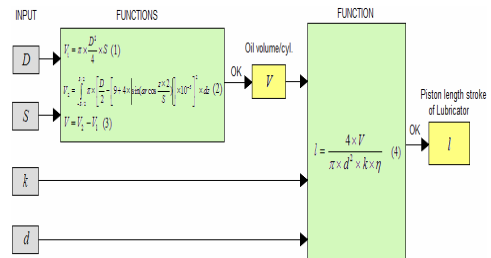 INPUT
FUNCTIONS
FUNCTION
D
S
k
d
V₁ = π × D²/4 × S (1)
(2)
V = V₂ − V₁ (3)
OK
Oil volume/cyl.
V
l = 4×V / π×d²×k×η (4)
OK
Piston length stroke
of Lubricator
l